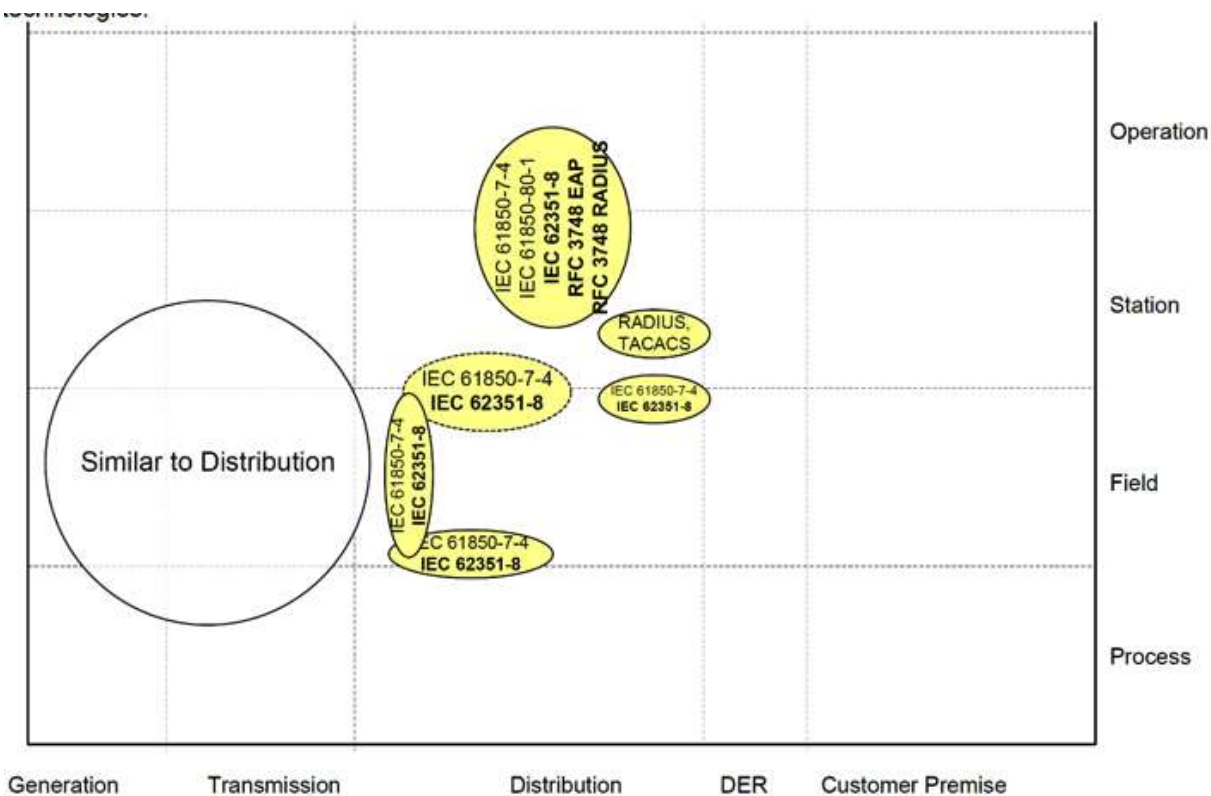 IEC 61850-7-4
IEC 61850-80-1
IEC 62351-8
RFC 3748 EAP
RFC 3748 RADIUS
Operation
RADIUS,
TACACS
Station
IEC 61850-7-4
IEC 62351-8
IEC 61850-7-4
IEC 62351-8
IEC 61850-7-4
IEC 62351-8
Similar to Distribution
Field
EC 61850-7-4
IEC 62351-8
Process
Generation
Transmission
Distribution
DER
Customer Premise